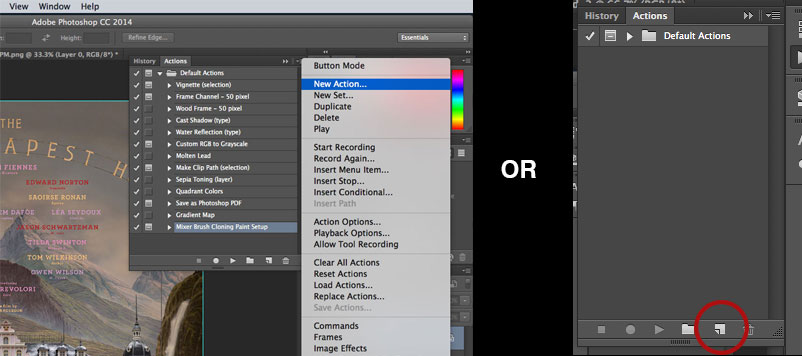 View Window Help
Adobe Photoshop CC 2014
Width: Height: Refine Edge... Essentials
PM.png @ 33.3% (Layer 0, RGB/8*) *
History Actions
Default Actions
Vignette (selection)
Frame Channel - 50 pixel
Wood Frame - 50 pixel
Cast Shadow (type)
Water Reflection (type)
Custom RGB to Grayscale
Molten Lead
Make Clip Path (selection)
Sepia Toning (layer)
Quadrant Colors
Save as Photoshop PDF
Gradient Map
Mixer Brush Cloning Paint Setup
THE
APEST H
FIENNES
EDWARD NORTON
SAOIRSE RONAN
EM DAFOE LEA SEYDOUX
JASON SCHWARTZMAN
TILDA SWINTON
TOM WILKINSON
OWEN WILSON
REVOLORI
Button Mode
New Action...
New Set...
Duplicate
Delete
Play
Start Recording
Record Again...
Insert Menu Item...
Insert Stop...
Insert Conditional...
Insert Path
Action Options...
Playback Options...
Allow Tool Recording
Clear All Actions
Reset Actions
Load Actions...
Replace Actions...
Save Actions...
Commands
Frames
Image Effects
OR
History Actions
Default Actions